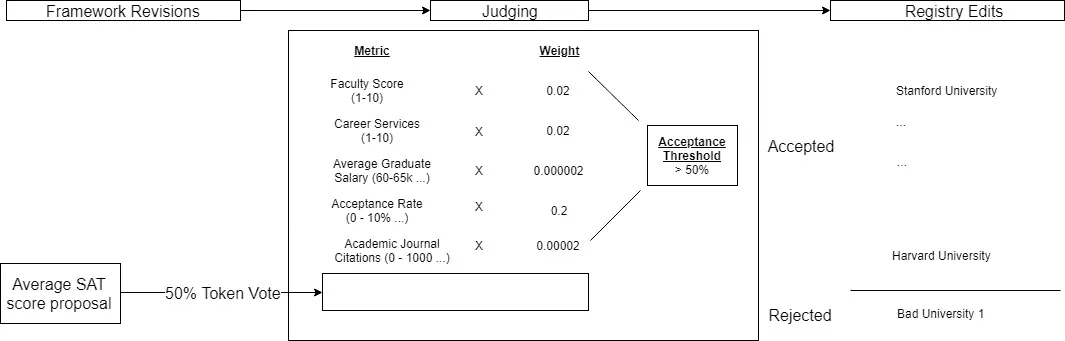 Framework Revisions
Judging
Registry Edits
Metric
Weight
Faculty Score
(1-10)
X
0.02
Career Services
(1-10)
X
0.02
Average Graduate
Salary (60-65k ...)
X
0.000002
Acceptance Rate
(0 - 10% ...)
X
0.2
Academic Journal
Citations (0 - 1000 ...)
X
0.00002
Acceptance
Threshold
> 50%
Average SAT
score proposal
50% Token Vote
Accepted
Rejected
Stanford University
...
...
Harvard University
Bad University 1